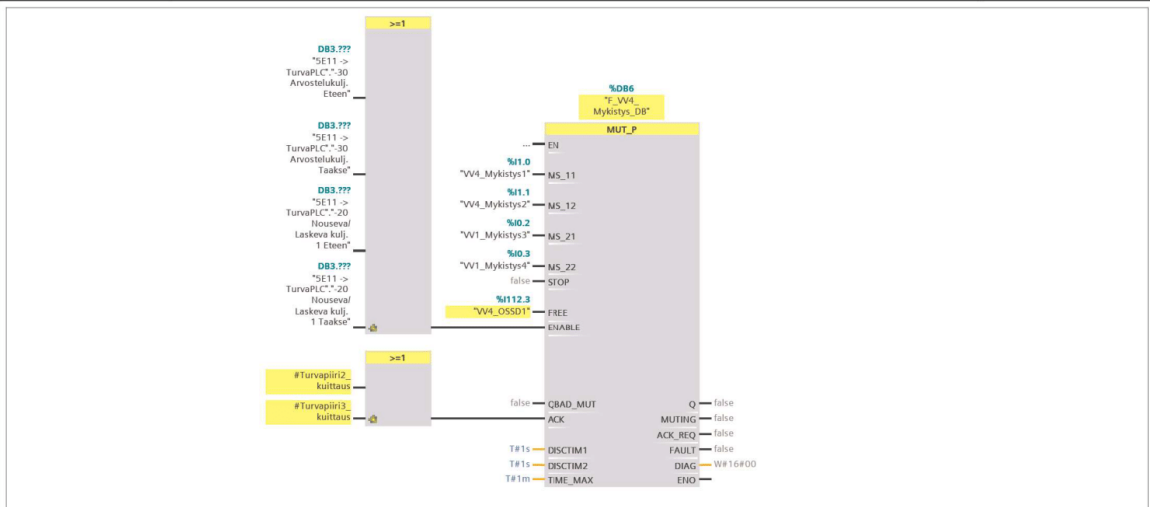 >=1
DB3.???
"5E11 ->
TurvaPLC"."-30
Arvostelukulj.
Eteen"
DB3.???
"5E11 ->
TurvaPLC"."-30
Arvostelukulj.
Taakse"
DB3.???
"5E11 ->
TurvaPLC"."-20
Nouseva/
Laskeva kulj.
1 Eteen"
DB3.???
"5E11 ->
TurvaPLC"."-20
Nouseva/
Laskeva kulj.
1 Taakse"
%DB6
"F_VV4_
Mykistys_DB"
MUT_P
... EN
%I1.0
"VV4_Mykistys1" MS_11
%I1.1
"VV4_Mykistys2" MS_12
%I0.2
"VV1_Mykistys3" MS_21
%I0.3
"VV1_Mykistys4" MS_22
false STOP
%I112.3
"VV4_OSSD1" FREE
ENABLE
>=1
#Turvapiiri2_
kuittaus
#Turvapiiri3_
kuittaus
false QBAD_MUT Q false
ACK MUTING false
ACK_REQ false
T#1s DISCTIM1 FAULT false
T#1s DISCTIM2 DIAG W#16#00
T#1m TIME_MAX ENO